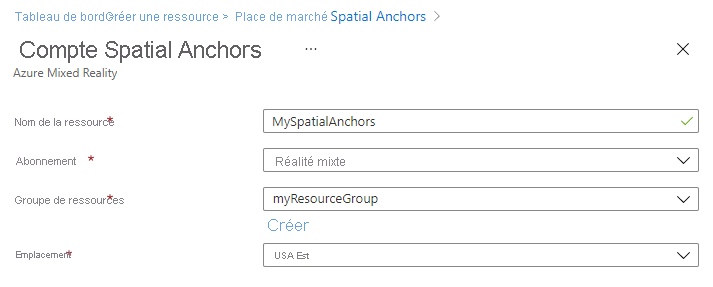 Tableau de bordGréer une ressource > Place de marché Spatial Anchors >
Compte Spatial Anchors ...
Azure Mixed Reality
Nom de la ressource* MySpatialAnchors
Abonnement * Réalité mixte
Groupe de ressources* myResourceGroup
Créer
Emplacement* USA Est